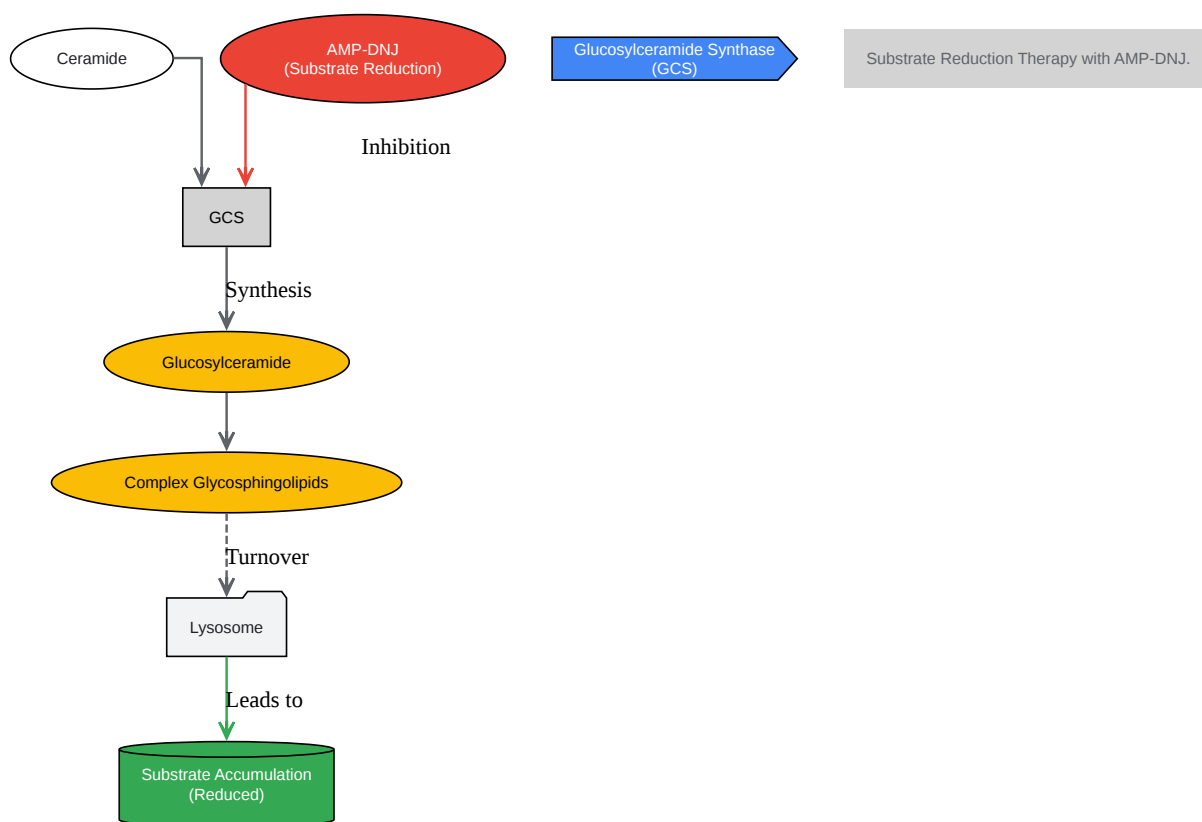 Ceramide
AMP-DNJ
(Substrate Reduction)
Glucosylceramide Synthase
(GCS)
Substrate Reduction Therapy with AMP-DNJ.
Inhibition
GCS
Synthesis
Glucosylceramide
Complex Glycosphingolipids
Turnover
Lysosome
Leads to
Substrate Accumulation
(Reduced)